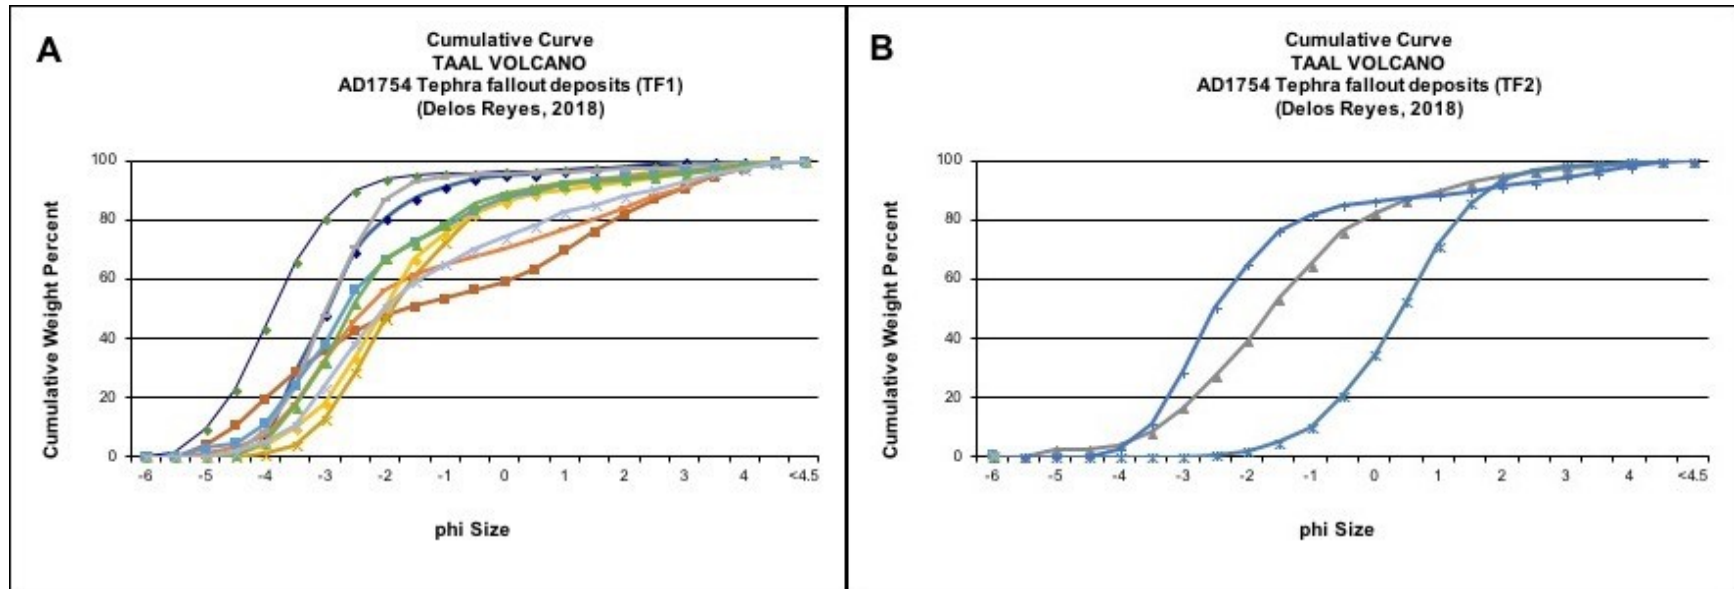 A
Cumulative Curve
TAAL VOLCANO
AD1754 Tephra fallout deposits (TF1)
(Delos Reyes, 2018)
Cumulative Weight Percent
100
80
60
40
20
0
-6 -5 -4 -3 -2 -1 0 1 2 3 4 <4.5
phi Size
B
Cumulative Curve
TAAL VOLCANO
AD1754 Tephra fallout deposits (TF2)
(Delos Reyes, 2018)
Cumulative Weight Percent
100
80
60
40
20
0
-6 -5 -4 -3 -2 -1 0 1 2 3 4 <4.5
phi Size